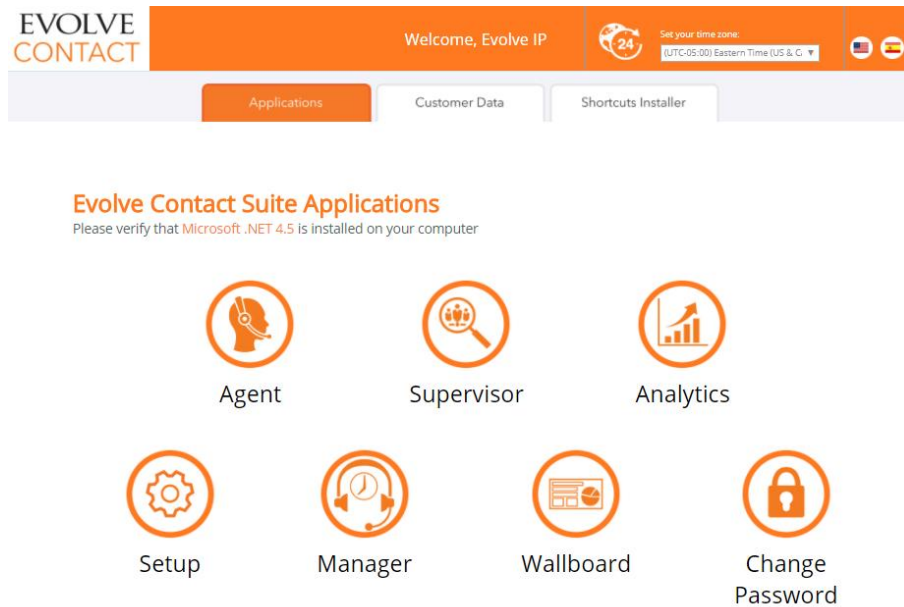 EVOLVE
CONTACT
Welcome, Evolve IP
24
Set your time zone:
(UTC-05:00) Eastern Time (US & C
Applications
Customer Data
Shortcuts Installer
Evolve Contact Suite Applications
Please verify that Microsoft .NET 4.5 is installed on your computer
Agent
Supervisor
Analytics
Setup
Manager
Wallboard
Change
Password